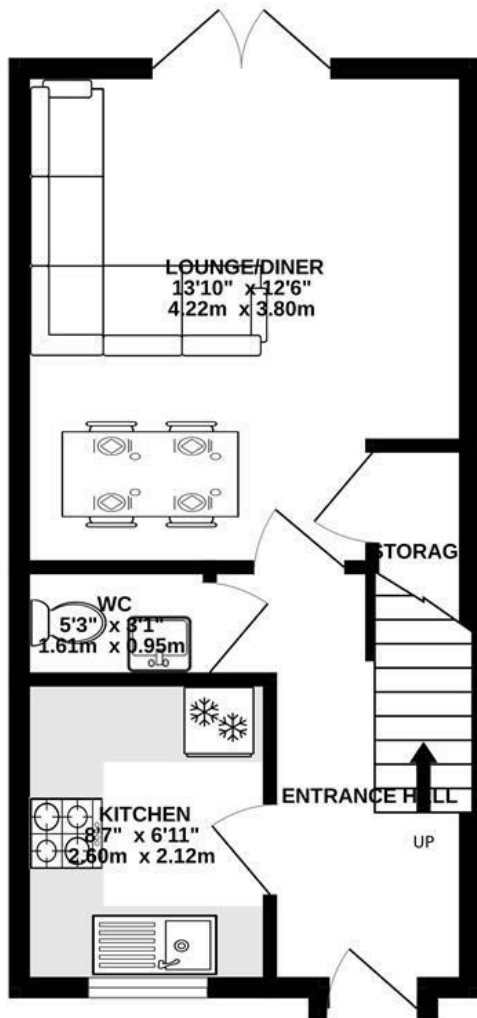 LOUNGE/DINER
13'10" x 12'6"
4.22m x 3.80m
STORAG
WC
5'3" x 3'1"
1.61m x 0.95m
KITCHEN
8'7" x 6'11"
2.60m x 2.12m
ENTRANCE HALL
UP